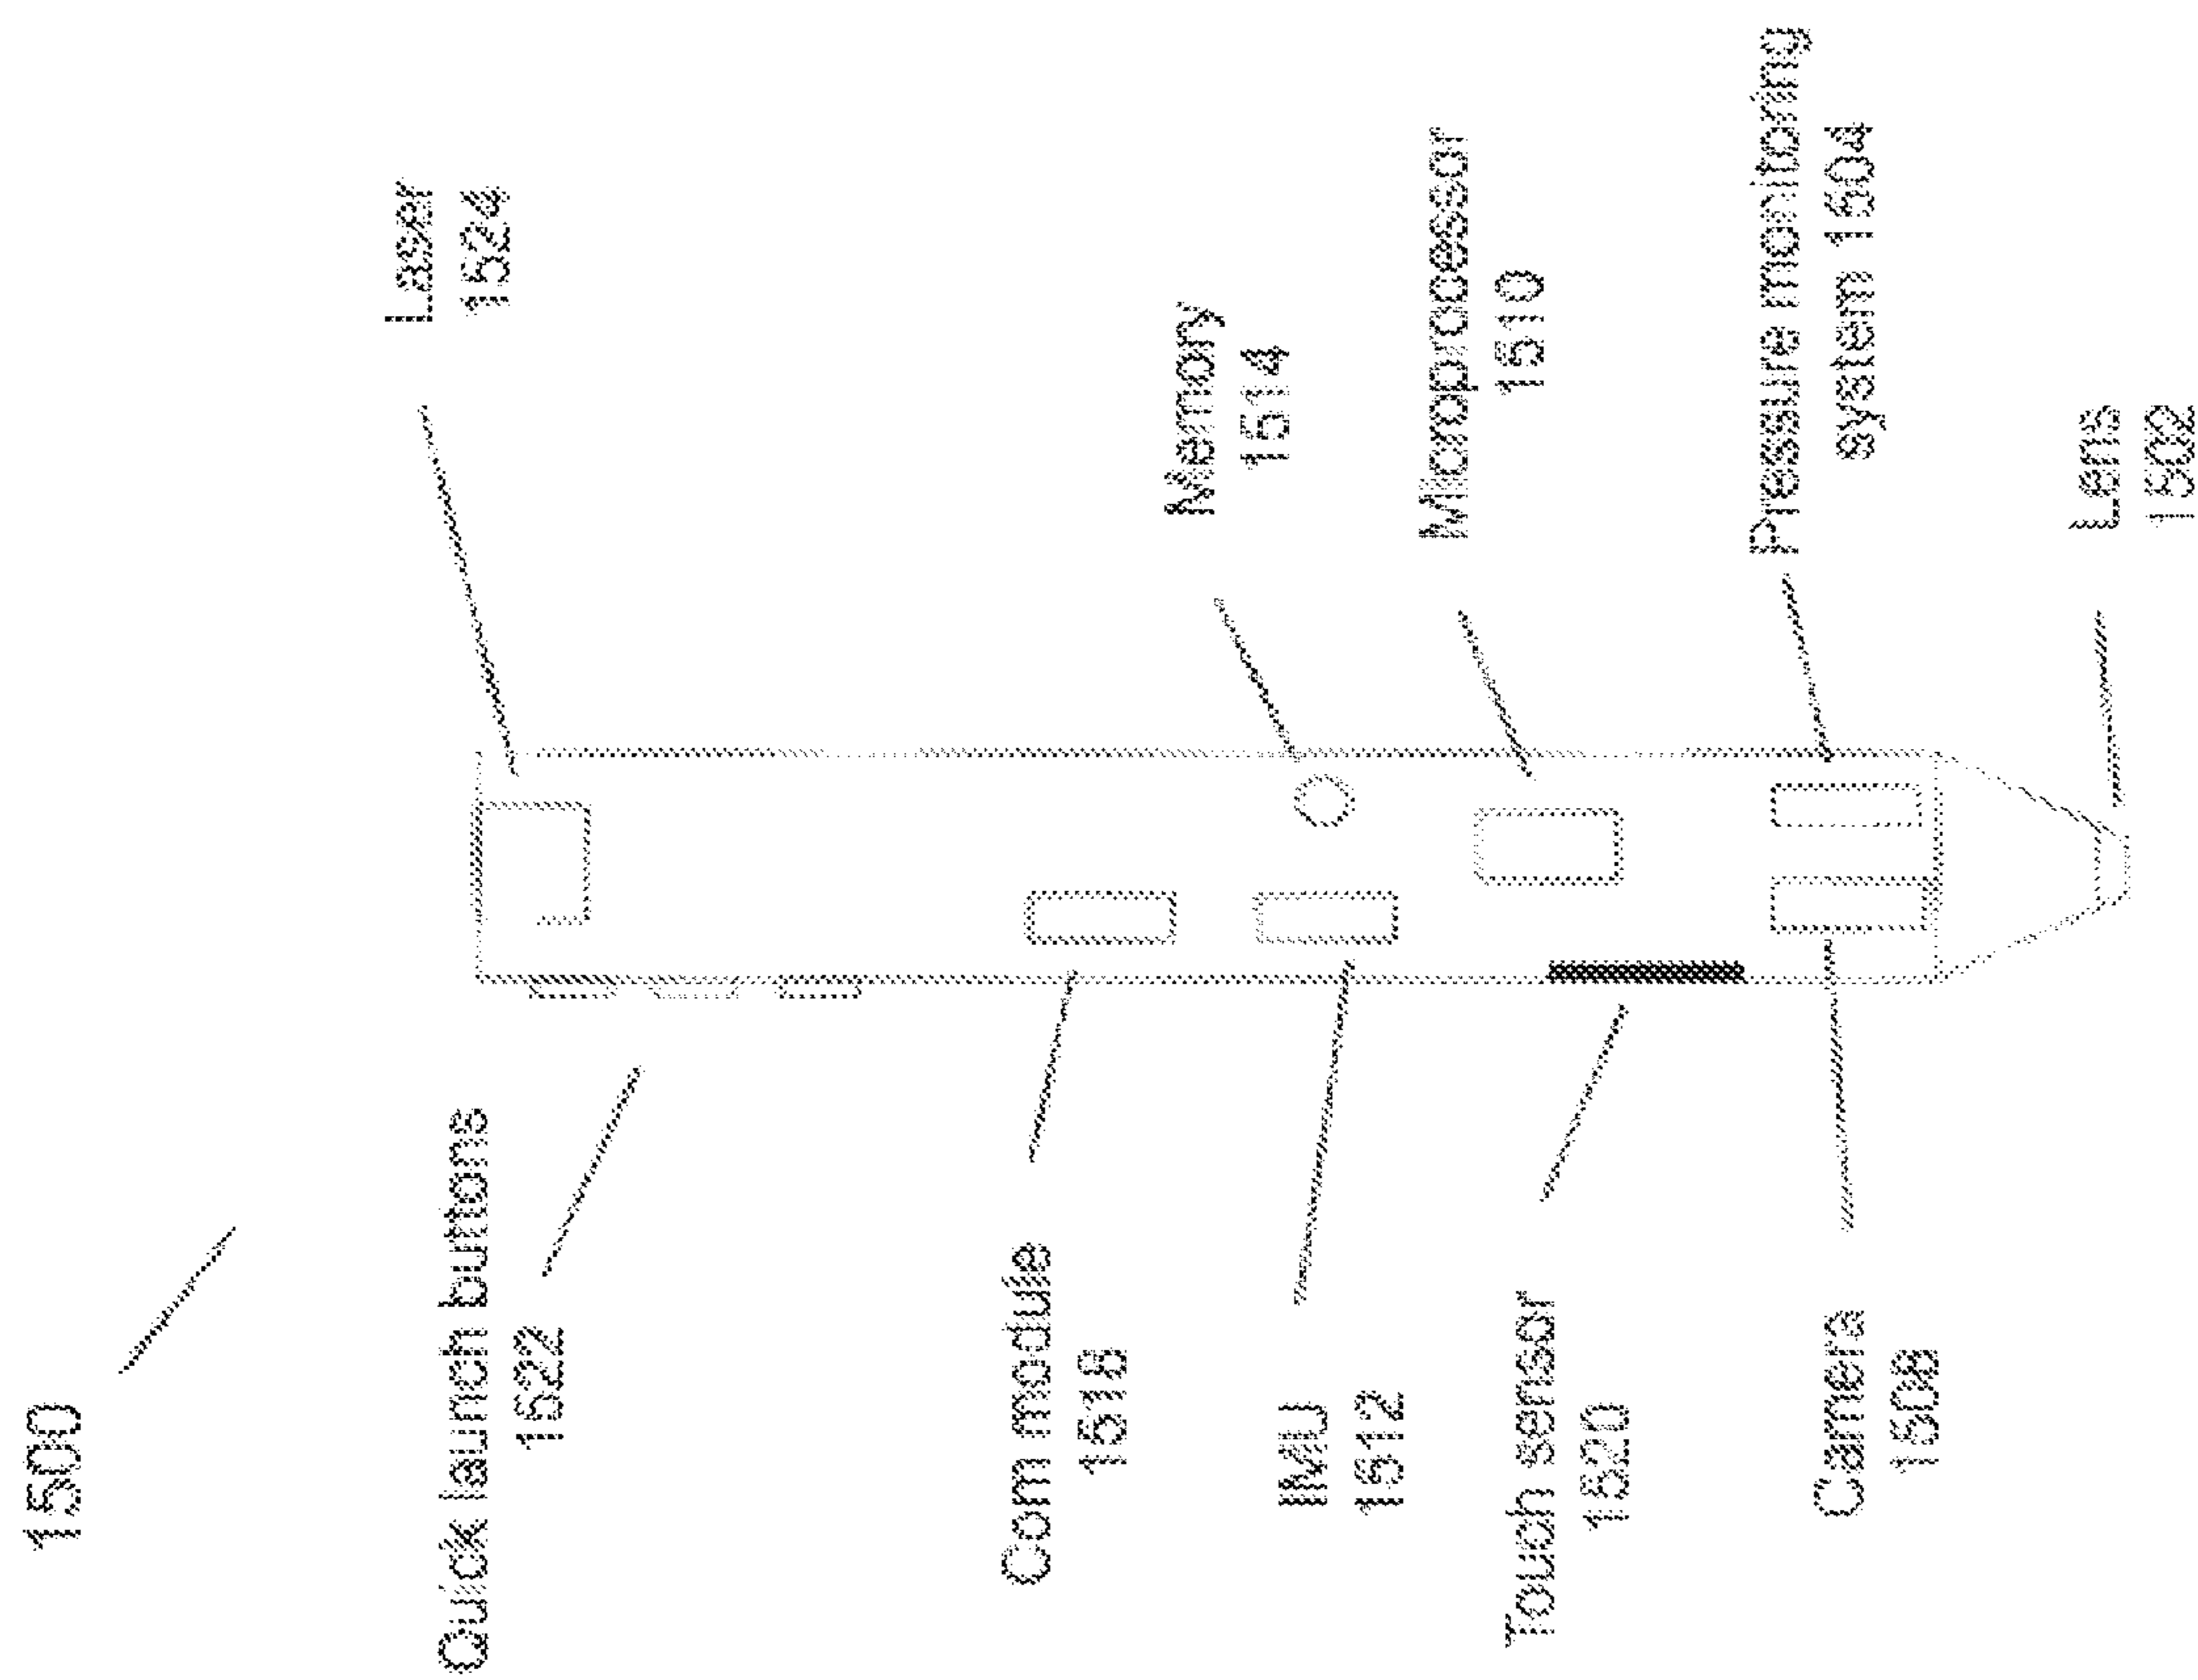 1500
Laser
1524
Quick launch buttons
1522
Com module
1518
Memory
1514
IMU
1512
Microprocessor
1510
Touch sensor
1520
Pressure monitoring
system 1504
Camera
1508
Lens
1502